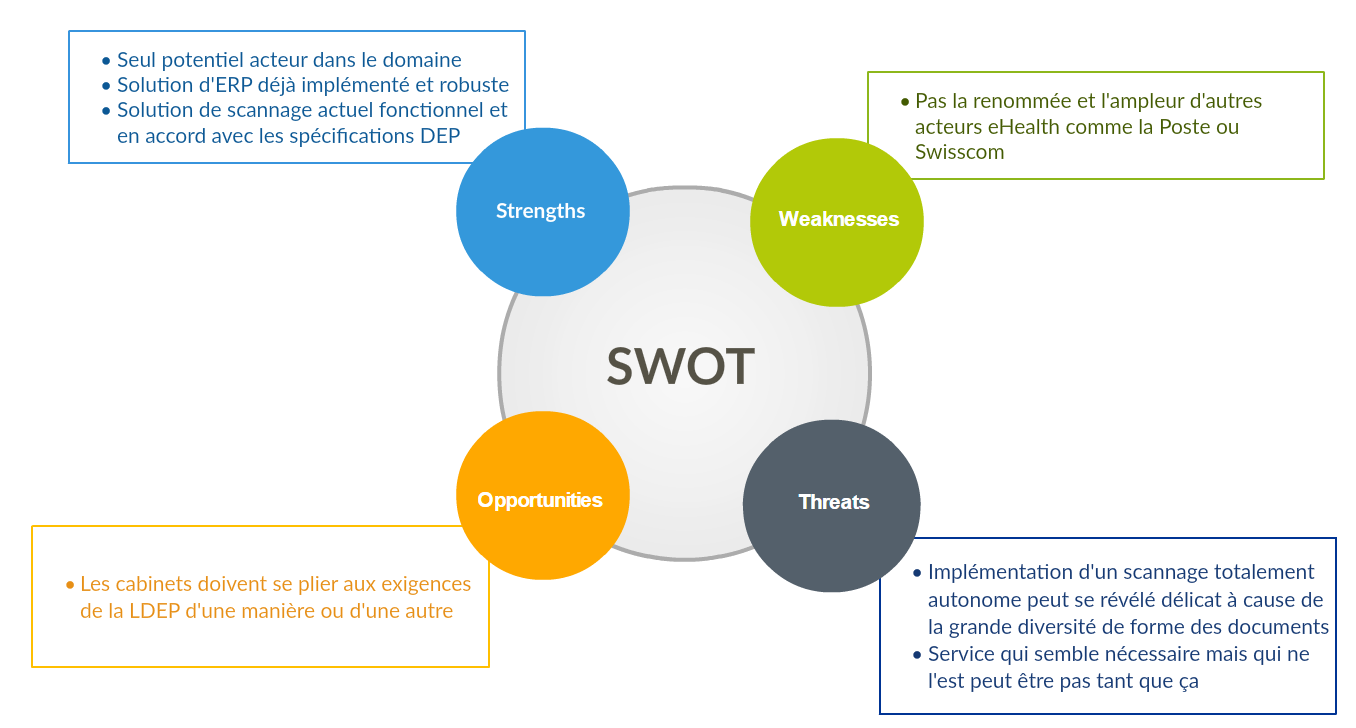 • Seul potentiel acteur dans le domaine
• Solution d'ERP déjà implémenté et robuste
• Solution de scannage actuel fonctionnel et
en accord avec les spécifications DEP
• Pas la renommée et l'ampleur d'autres
acteurs eHealth comme la Poste ou
Swisscom
Strengths
Weaknesses
SWOT
Opportunities
Threats
• Les cabinets doivent se plier aux exigences
de la LDEP d'une manière ou d'une autre
• Implémentation d'un scannage totalement
autonome peut se révélé délicat à cause de
la grande diversité de forme des documents
• Service qui semble nécessaire mais qui ne
l'est peut être pas tant que ça